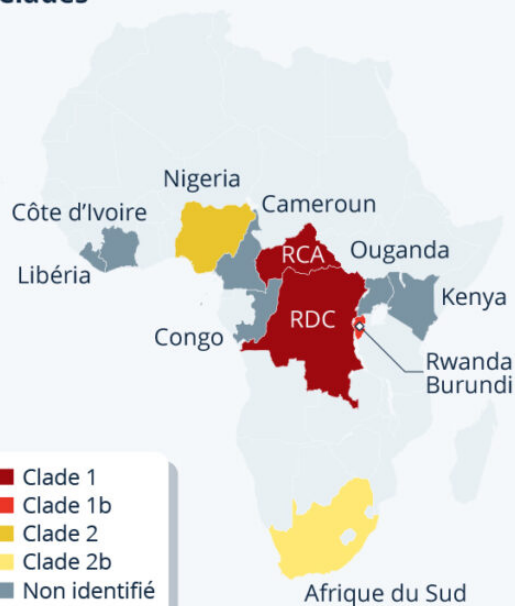 Clades
Nigeria
Cameroun
Côte d'Ivoire
RCA
Ouganda
Libéria
Kenya
RDC
Congo
Rwanda
Burundi
Clade 1
Clade 1b
Clade 2
Clade 2b
Non identifié
Afrique du Sud